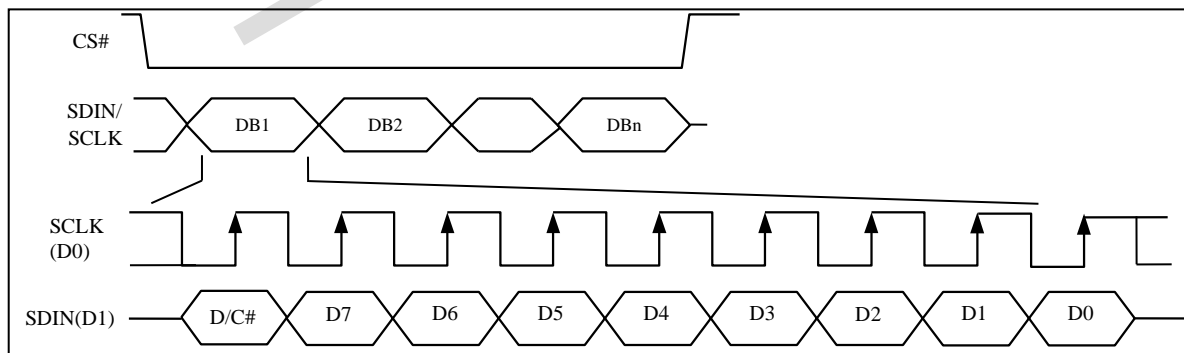 CS#
SDIN/
SCLK
DB1 DB2 DBn
SCLK
(D0)
SDIN(D1) D/C# D7 D6 D5 D4 D3 D2 D1 D0